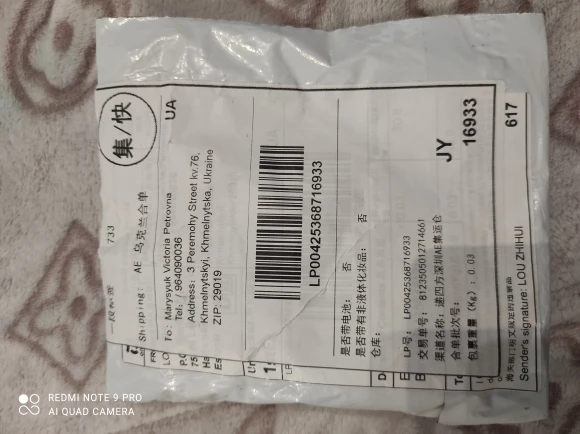 集/快
733
一段标签
Shipping: AE 乌克兰合单
UA
To: Marysyuk Victoria Petrovna
Tel: / 964090036
Address: 3 Peremohy Street kv.76,
Khmelnytskyi, Khmelnytska, Ukraine
ZIP: 29019
LP00425368716933
是否带电池: 否
是否带有非液体化妆品: 否
仓库:
LP号: LP00425368716933
交易单号: 8123505012714661
渠道名称: 递四方深圳AE集运仓
合单批次号:
包裹重量 (Kg): 0.03
JY
16933
617
Sender's signature: LOU ZHIHUI
REDMI NOTE 9 PRO
AI QUAD CAMERA